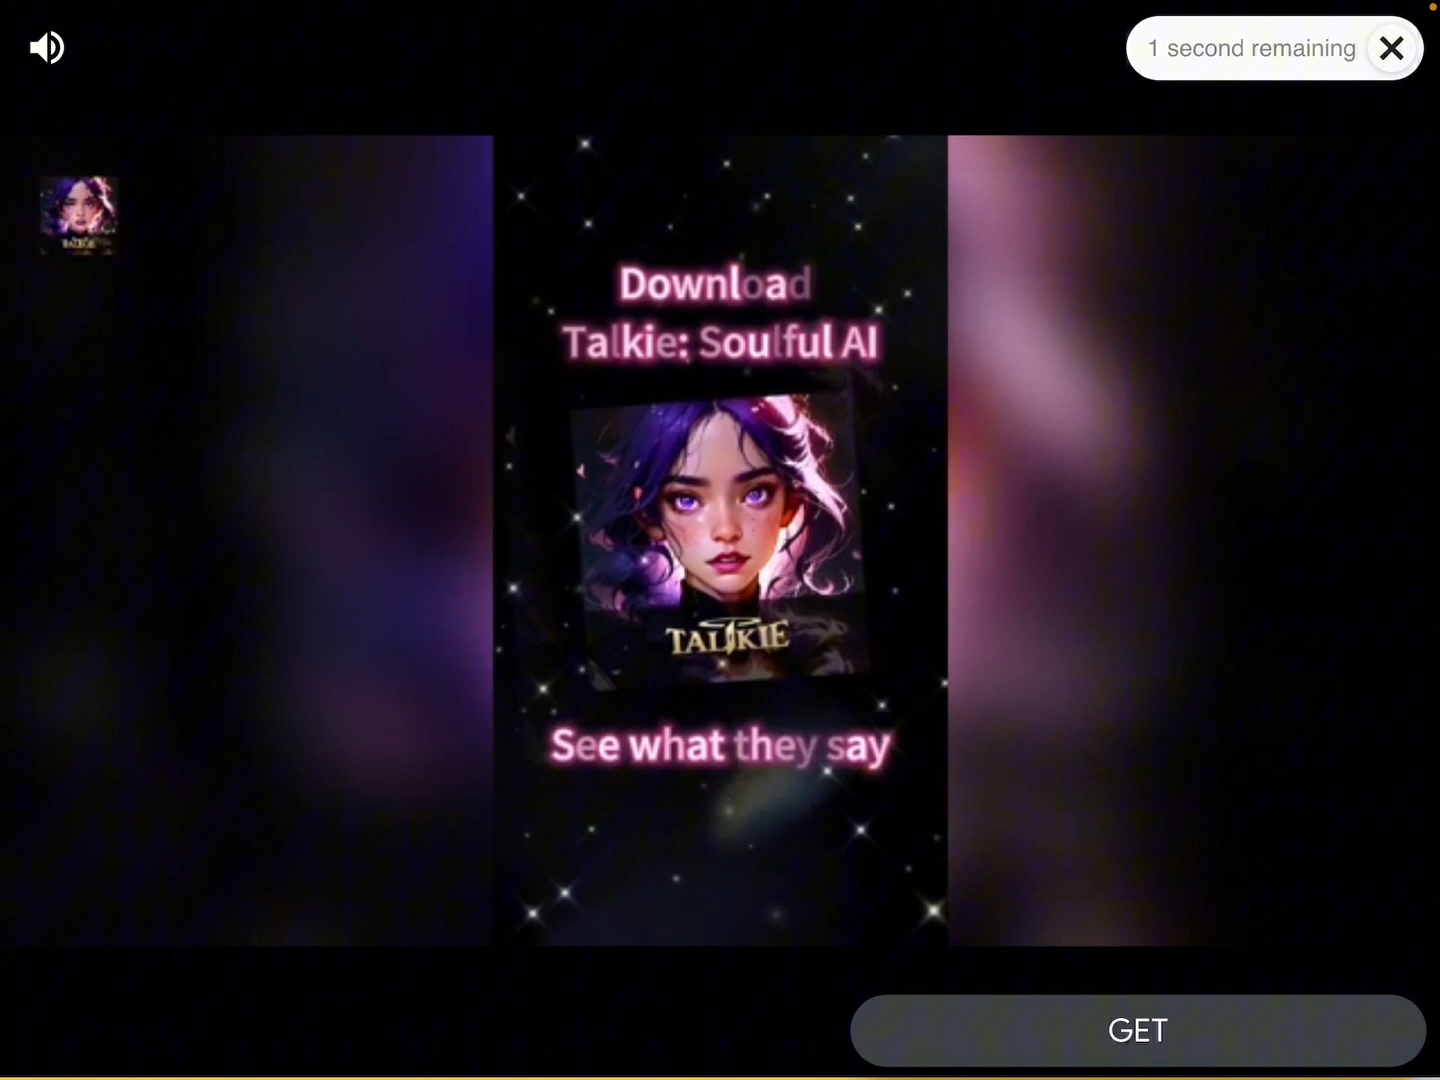 1 second remaining
Download
Talkie: Soulful AI
TALKIE
See what they say
GET